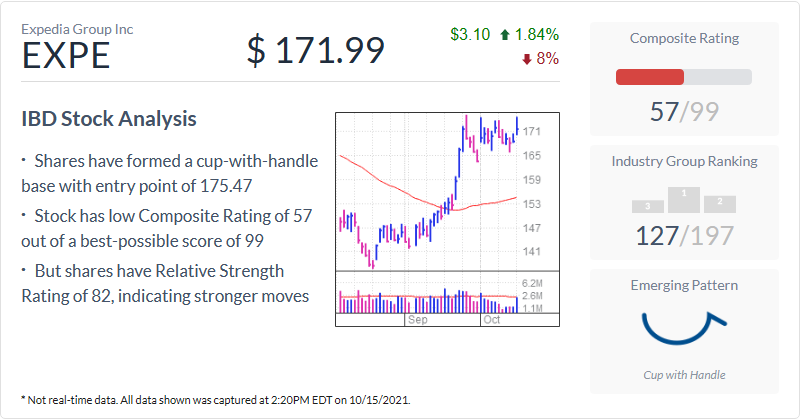 Expedia Group Inc
EXPE
$ 171.99
$3.10 1.84%
8%
IBD Stock Analysis
· Shares have formed a cup-with-handle
base with entry point of 175.47
· Stock has low Composite Rating of 57
out of a best-possible score of 99
· But shares have Relative Strength
Rating of 82, indicating stronger moves
171
165
159
153
147
141
6.2M
2.6M
1.1M
Sep Oct
Composite Rating
57/99
Industry Group Ranking
3 1 2
127/197
Emerging Pattern
Cup with Handle
* Not real-time data. All data shown was captured at 2:20PM EDT on 10/15/2021.